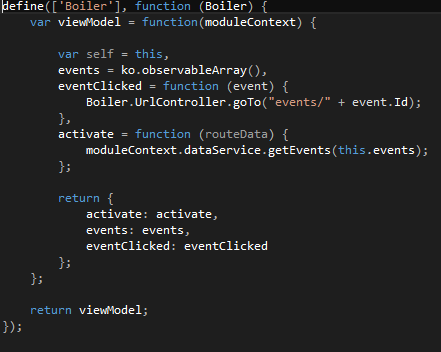 define(['Boiler'], function (Boiler) {
    var viewModel = function(moduleContext) {

        var self = this,
        events = ko.observableArray(),
        eventClicked = function (event) {
            Boiler.UrlController.goTo("events/" + event.Id);
        },
        activate = function (routeData) {
            moduleContext.dataService.getEvents(this.events);
        };

        return {
            activate: activate,
            events: events,
            eventClicked: eventClicked
        };
    };

    return viewModel;
});